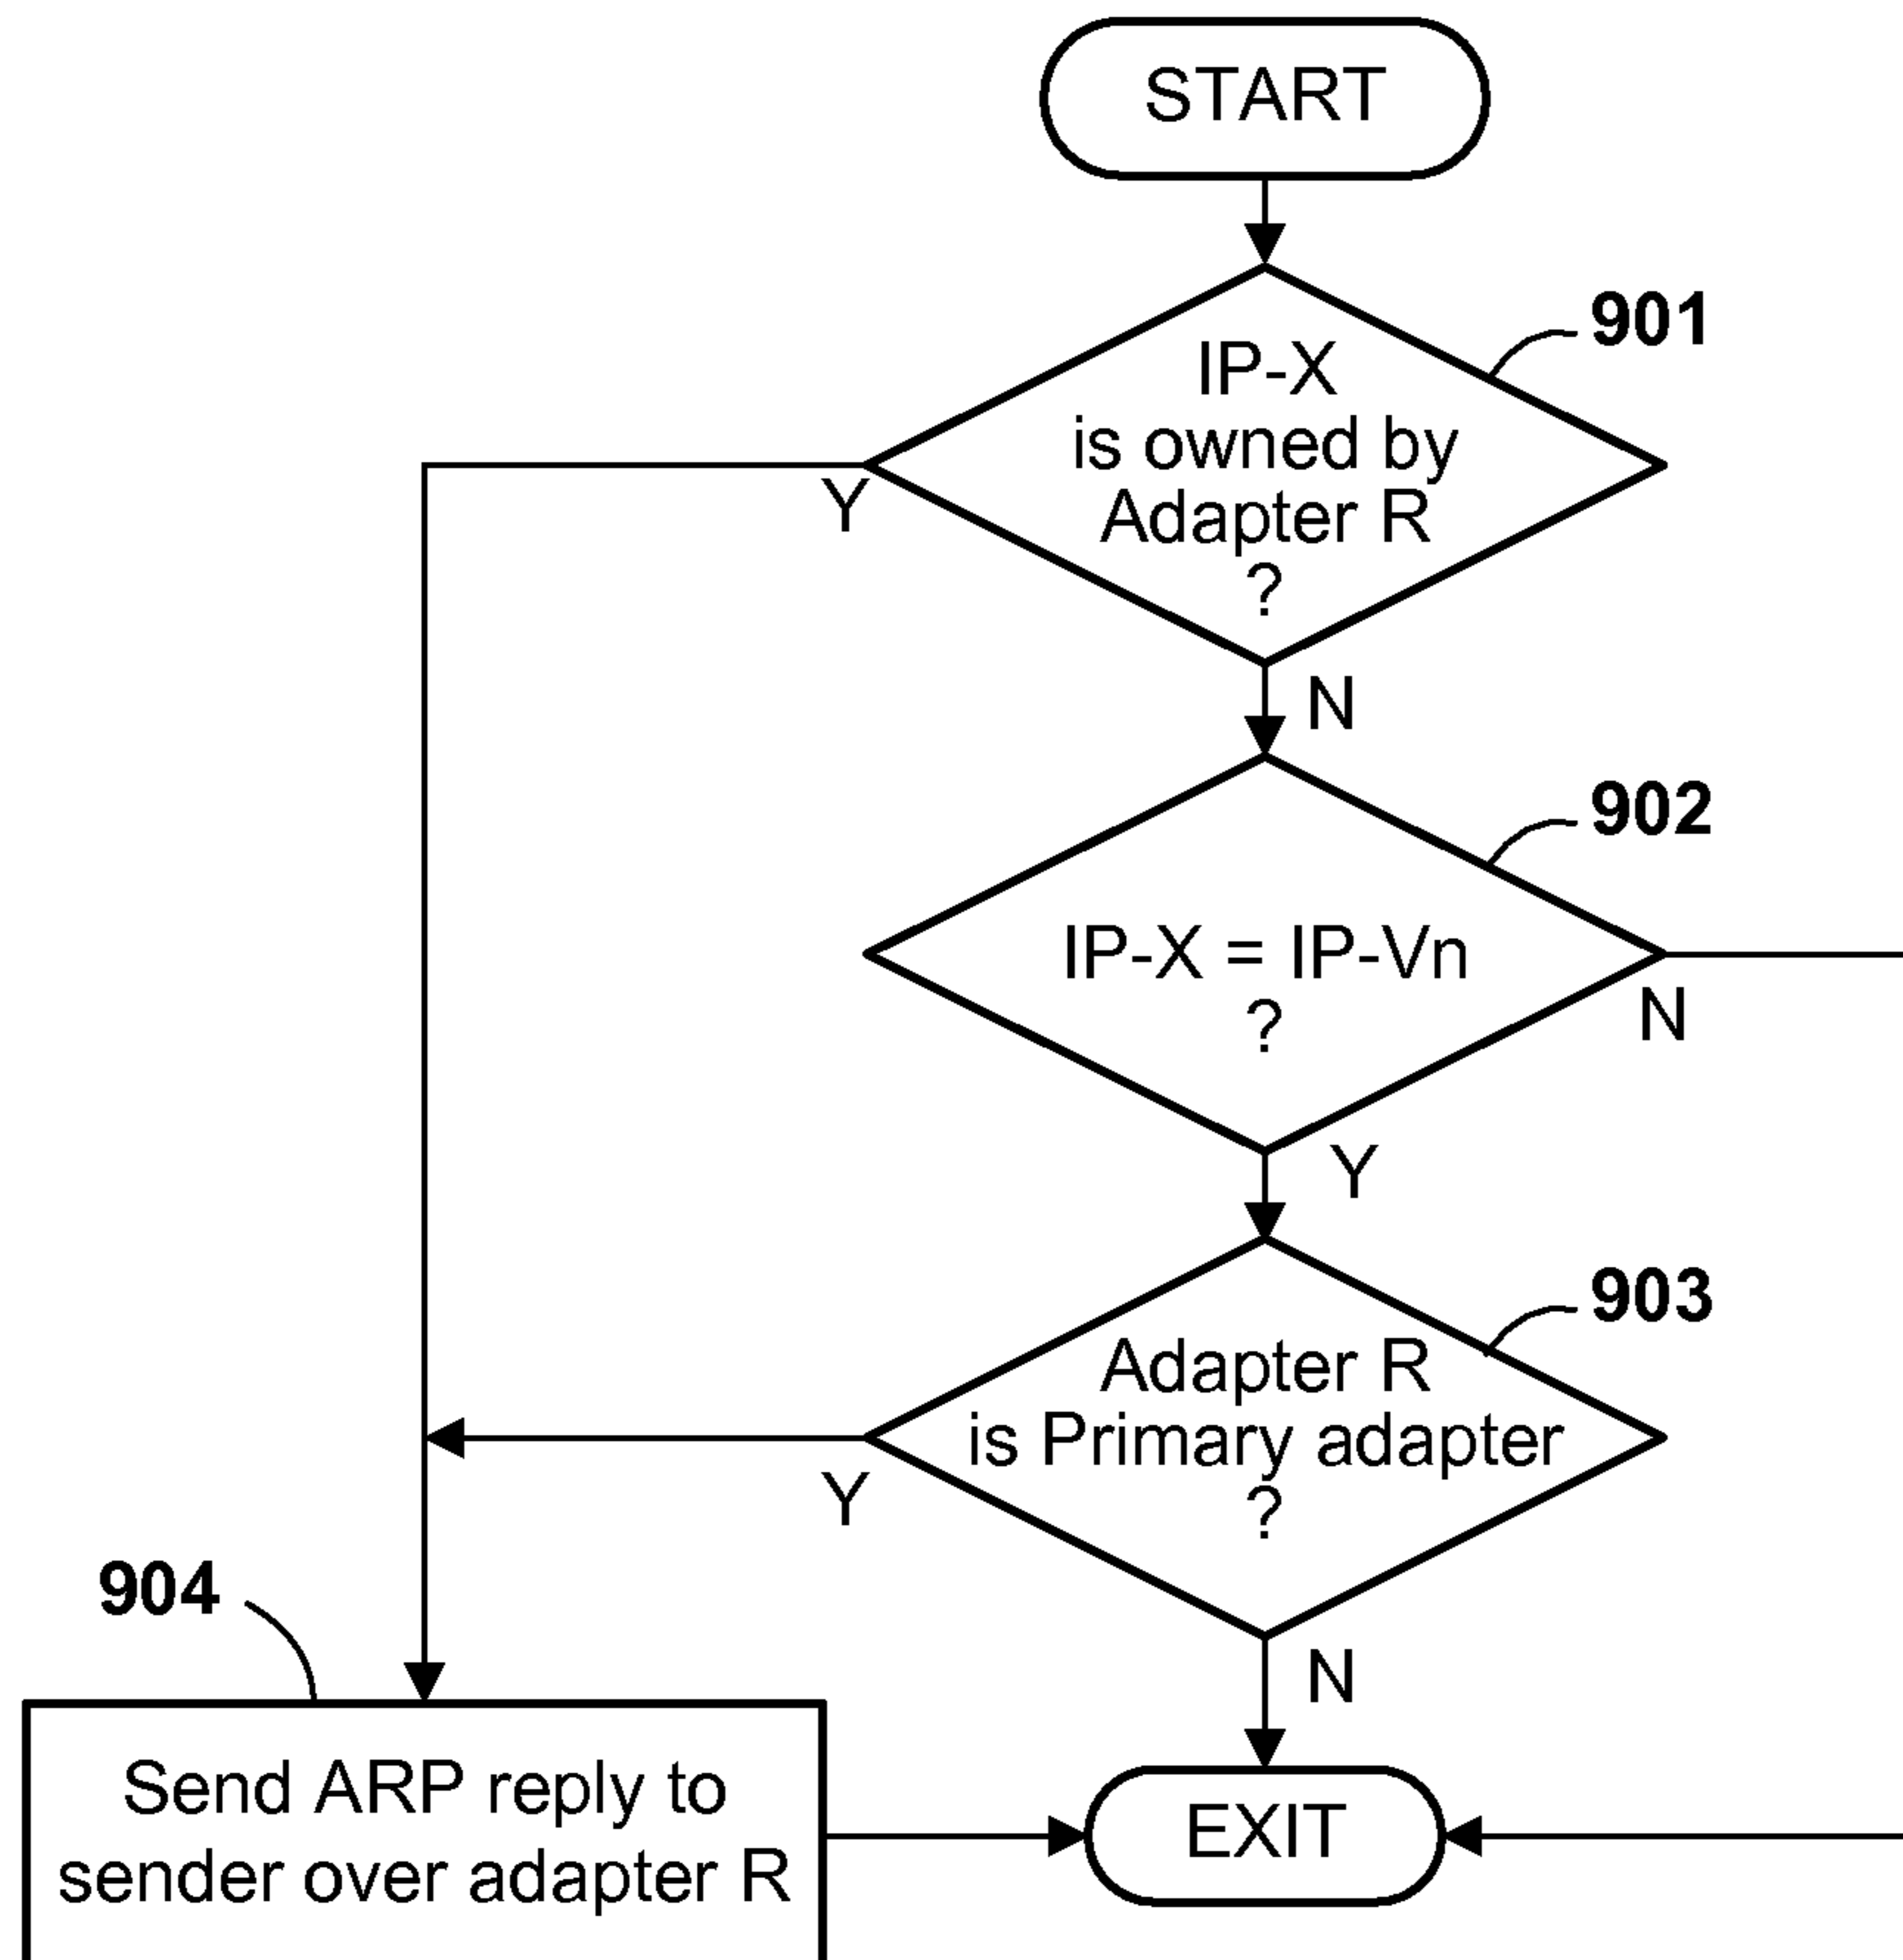 START
901
IP-X
is owned by
Adapter R
?
Y
N
902
IP-X = IP-Vn
?
N
Y
903
Adapter R
is Primary adapter
?
Y
904
N
Send ARP reply to
sender over adapter R
EXIT